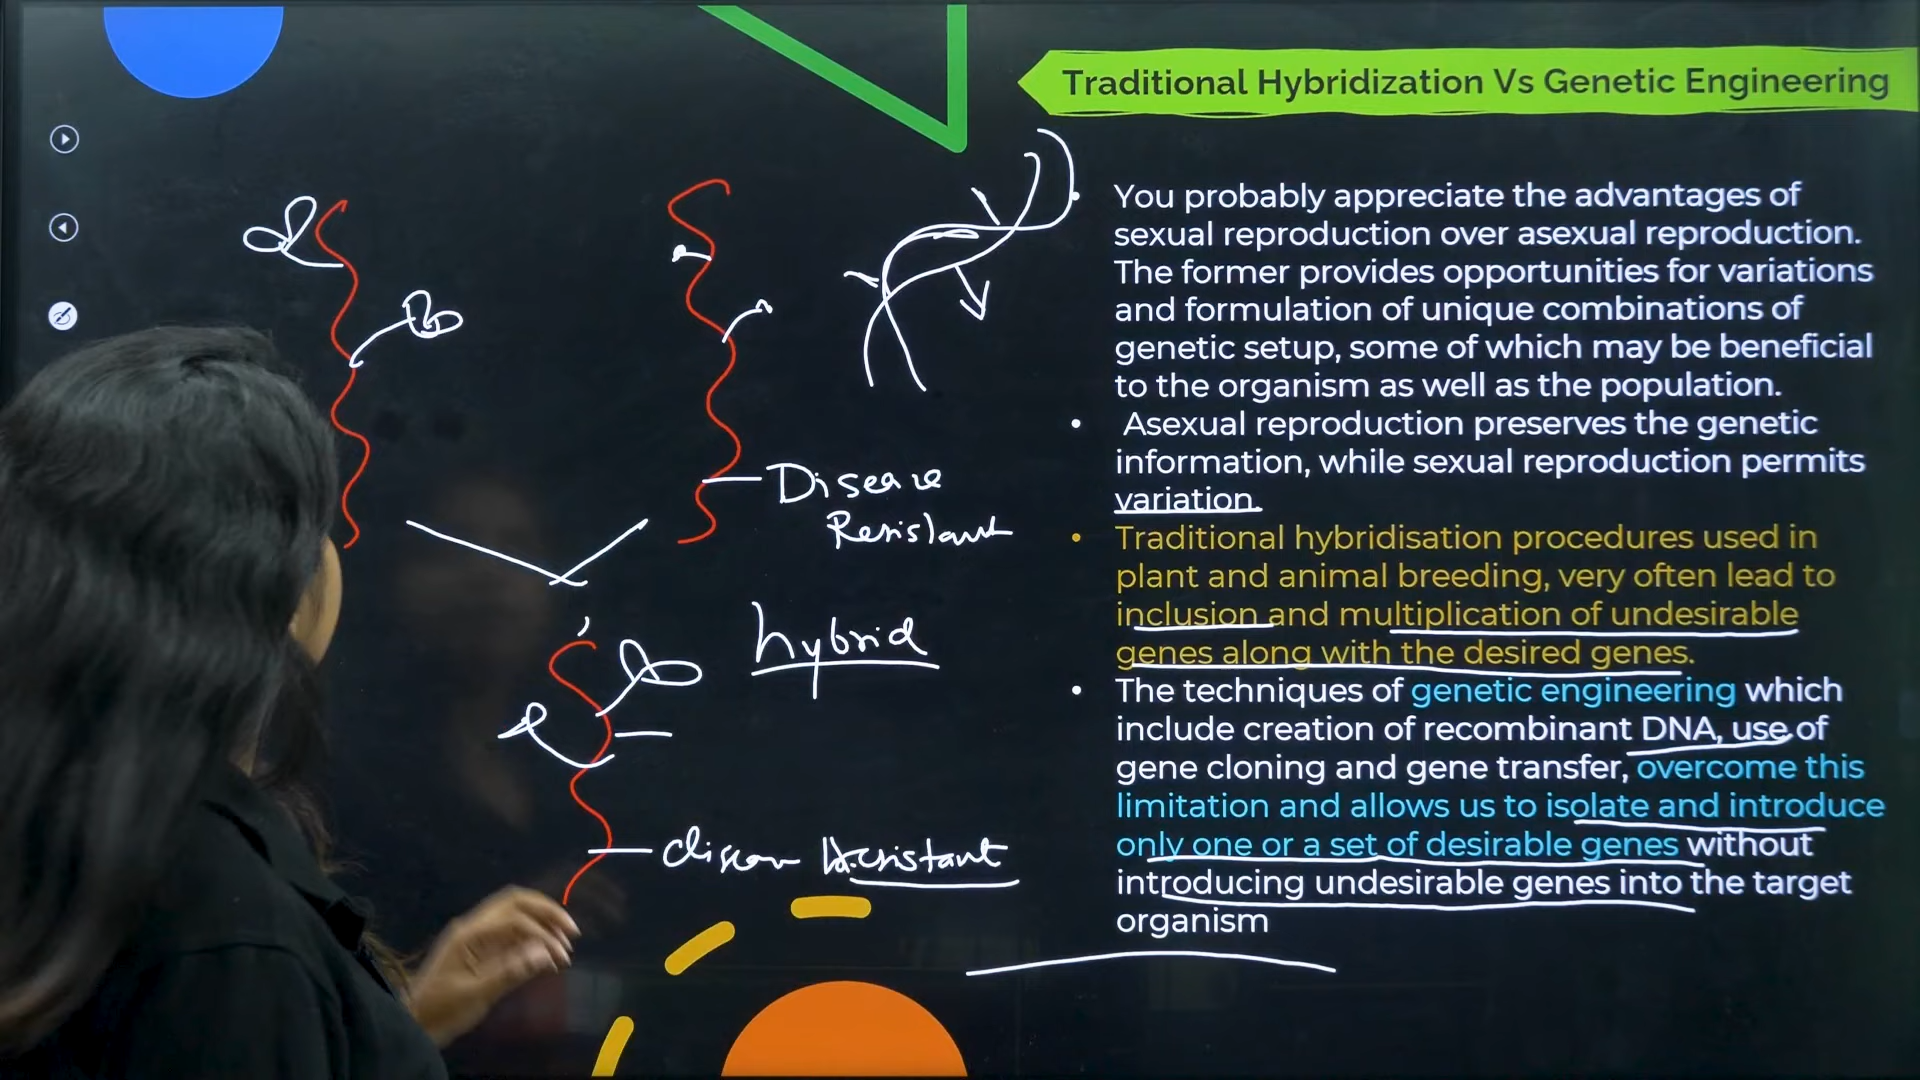 Traditional Hybridization Vs Genetic Engineering
• You probably appreciate the advantages of
sexual reproduction over asexual reproduction.
The former provides opportunities for variations
and formulation of unique combinations of
genetic setup, some of which may be beneficial
to the organism as well as the population.
• Asexual reproduction preserves the genetic
information, while sexual reproduction permits
variation.
• Traditional hybridisation procedures used in
plant and animal breeding, very often lead to
inclusion and multiplication of undesirable
genes along with the desired genes.
• The techniques of genetic engineering which
include creation of recombinant DNA, use of
gene cloning and gene transfer, overcome this
limitation and allows us to isolate and introduce
only one or a set of desirable genes without
introducing undesirable genes into the target
organism
Disease
Resistant
hybrid
Resistant